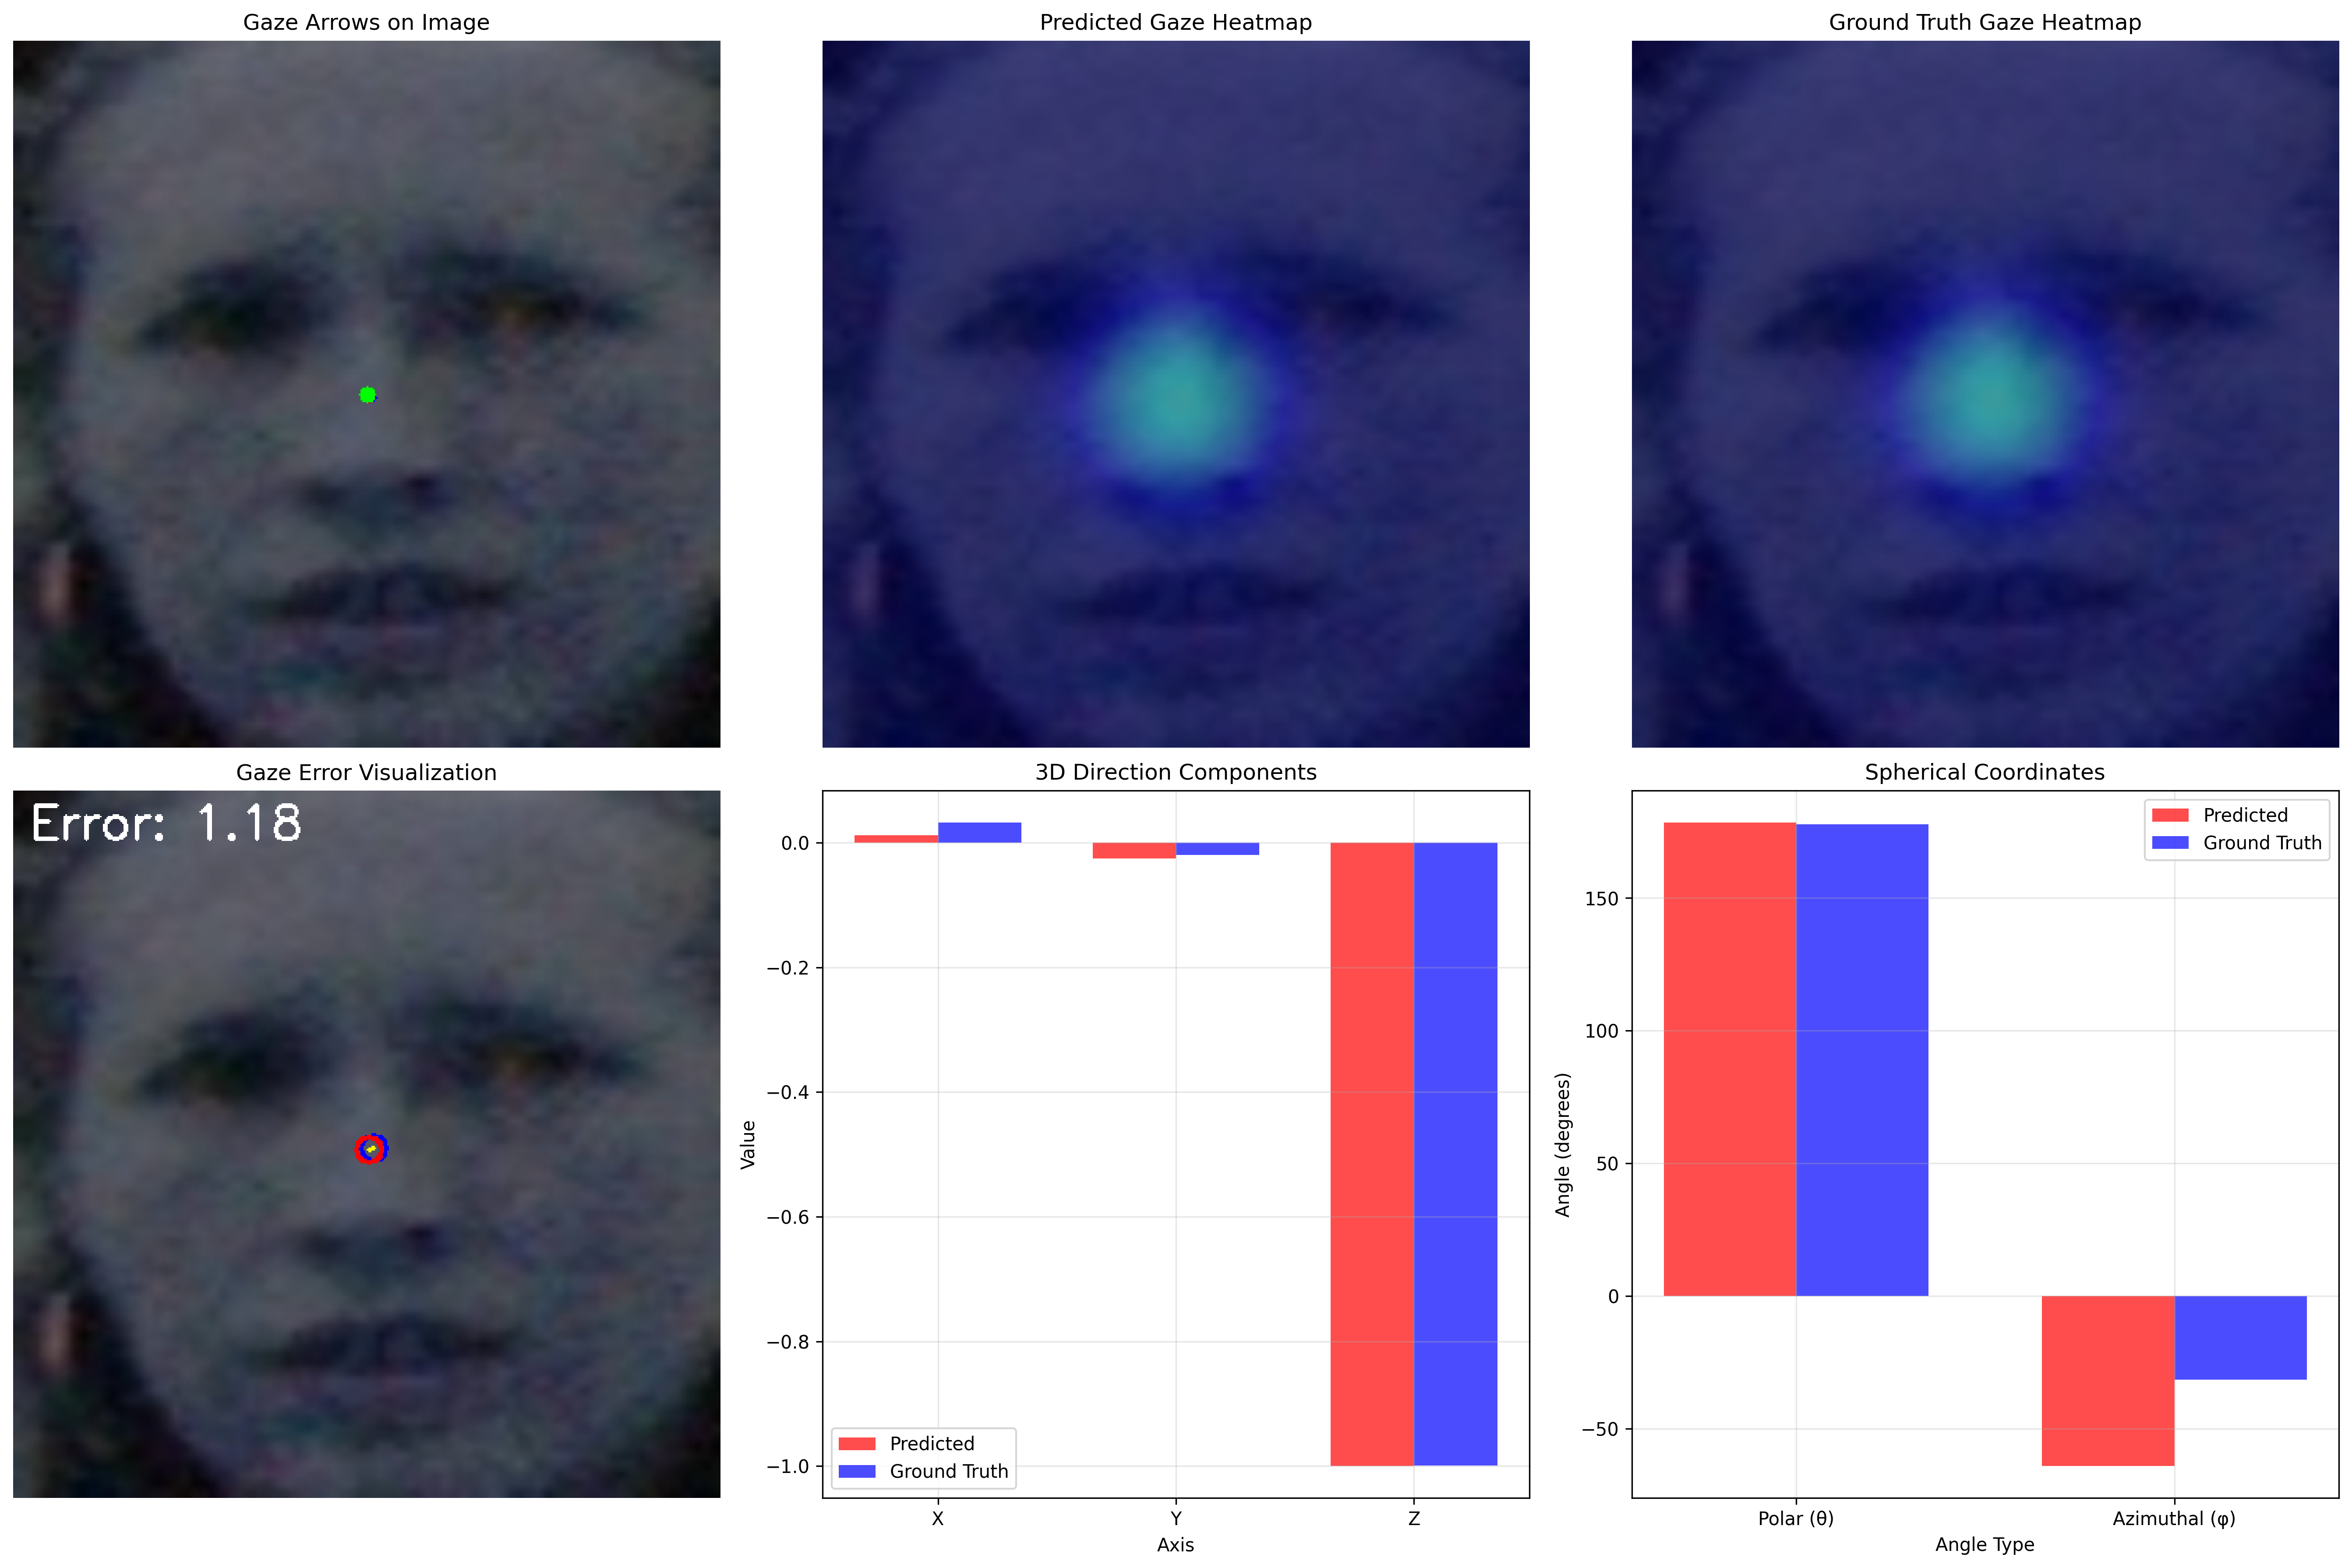 Gaze Arrows on Image
Predicted Gaze Heatmap
Ground Truth Gaze Heatmap
Gaze Error Visualization
Error: 1.18
3D Direction Components
0.0
−0.2
−0.4
−0.6
−0.8
−1.0
Value
Predicted
Ground Truth
X
Y
Z
Axis
Spherical Coordinates
Predicted
Ground Truth
150
100
50
0
−50
Angle (degrees)
Polar (θ)
Azimuthal (φ)
Angle Type